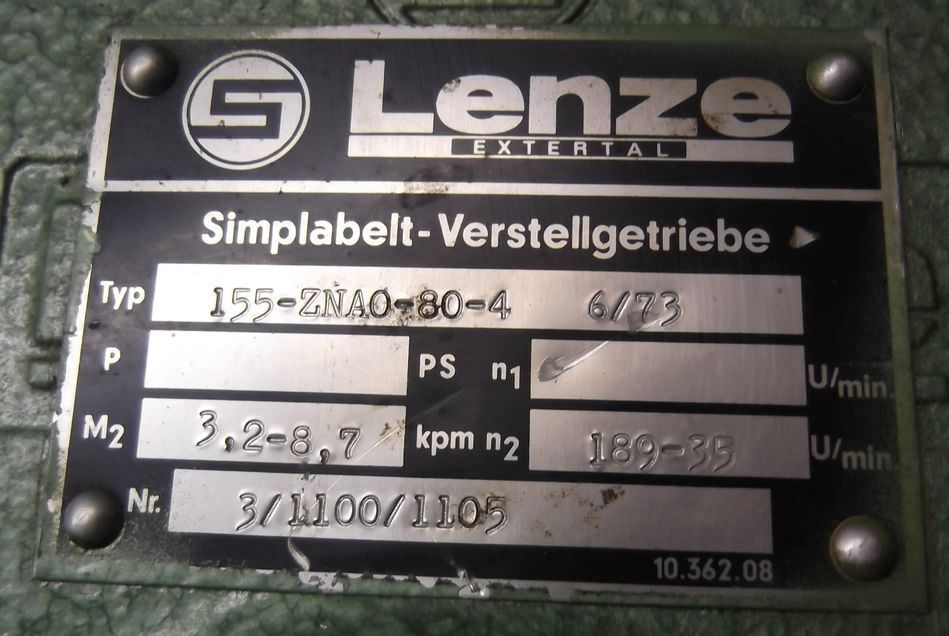 Lenze
EXTERTAL
Simplabelt-Verstellgetriebe
Typ 155-ZNAO-80-4 6/73
P PS n1 U/min.
M2 3,2-8,7 kpm n2 189-35 U/min.
Nr. 3/1100/1105
10.362.08